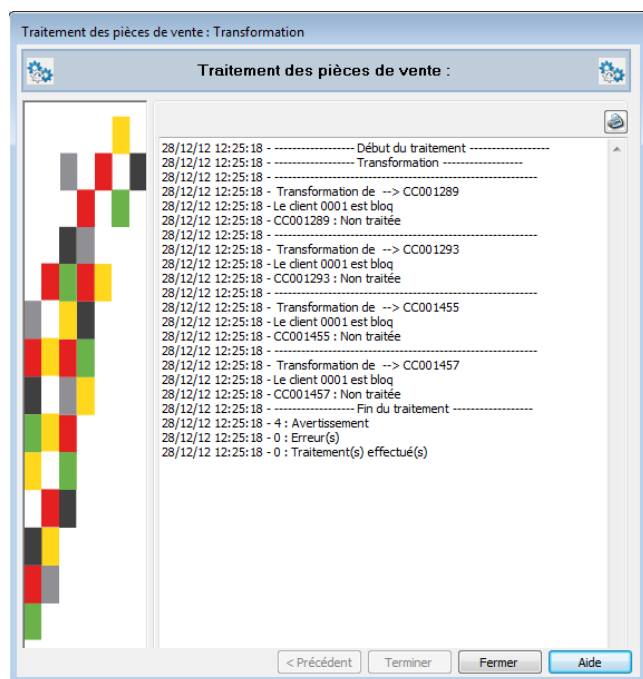 Traitement des pièces de vente : Transformation
Traitement des pièces de vente :
28/12/12 12:25:18 - ------------------- Début du traitement -------------------
28/12/12 12:25:18 - ------------------- Transformation -------------------
28/12/12 12:25:18 - ---------------------------------------------------------------
28/12/12 12:25:18 - Transformation de --> CC001289
28/12/12 12:25:18 - Le client 0001 est bloq
28/12/12 12:25:18 - CC001289 : Non traitée
28/12/12 12:25:18 - ---------------------------------------------------------------
28/12/12 12:25:18 - Transformation de --> CC001293
28/12/12 12:25:18 - Le client 0001 est bloq
28/12/12 12:25:18 - CC001293 : Non traitée
28/12/12 12:25:18 - ---------------------------------------------------------------
28/12/12 12:25:18 - Transformation de --> CC001455
28/12/12 12:25:18 - Le client 0001 est bloq
28/12/12 12:25:18 - CC001455 : Non traitée
28/12/12 12:25:18 - ---------------------------------------------------------------
28/12/12 12:25:18 - Transformation de --> CC001457
28/12/12 12:25:18 - Le client 0001 est bloq
28/12/12 12:25:18 - CC001457 : Non traitée
28/12/12 12:25:18 - ------------------- Fin du traitement -------------------
28/12/12 12:25:18 - 4 : Avertissement
28/12/12 12:25:18 - 0 : Erreur(s)
28/12/12 12:25:18 - 0 : Traitement(s) effectué(s)
< Précédent Terminer Fermer Aide